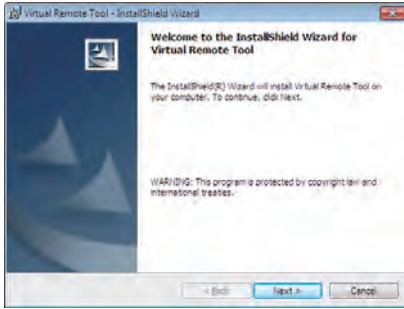 Virtual Remote Tool - InstallShield Wizard
Welcome to the InstallShield Wizard for
Virtual Remote Tool
The InstallShield(R) Wizard will install Virtual Remote Tool on
your computer. To continue, click Next.
WARNING: This program is protected by copyright law and
international treaties.
< Back
Next >
Cancel